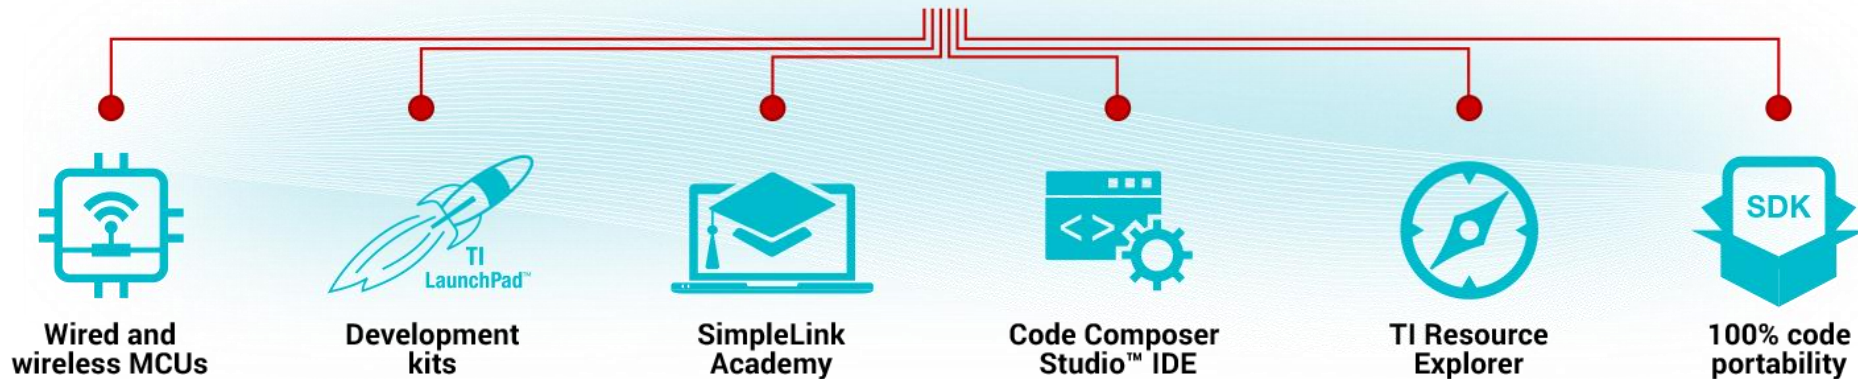 TI
LaunchPad™
SDK
Wired and
wireless MCUs
Development
kits
SimpleLink
Academy
Code Composer
Studio™ IDE
TI Resource
Explorer
100% code
portability